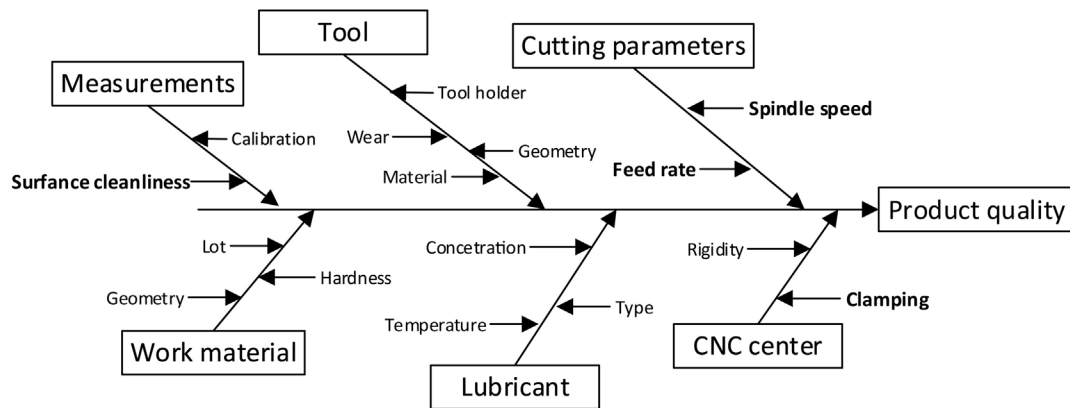 Tool
Cutting parameters
Measurements
Tool holder
Spindle speed
Calibration
Wear
Geometry
Feed rate
Surfance cleanliness
Material
Product quality
Lot
Concetration
Rigidity
Hardness
Geometry
Clamping
Type
Temperature
Work material
CNC center
Lubricant